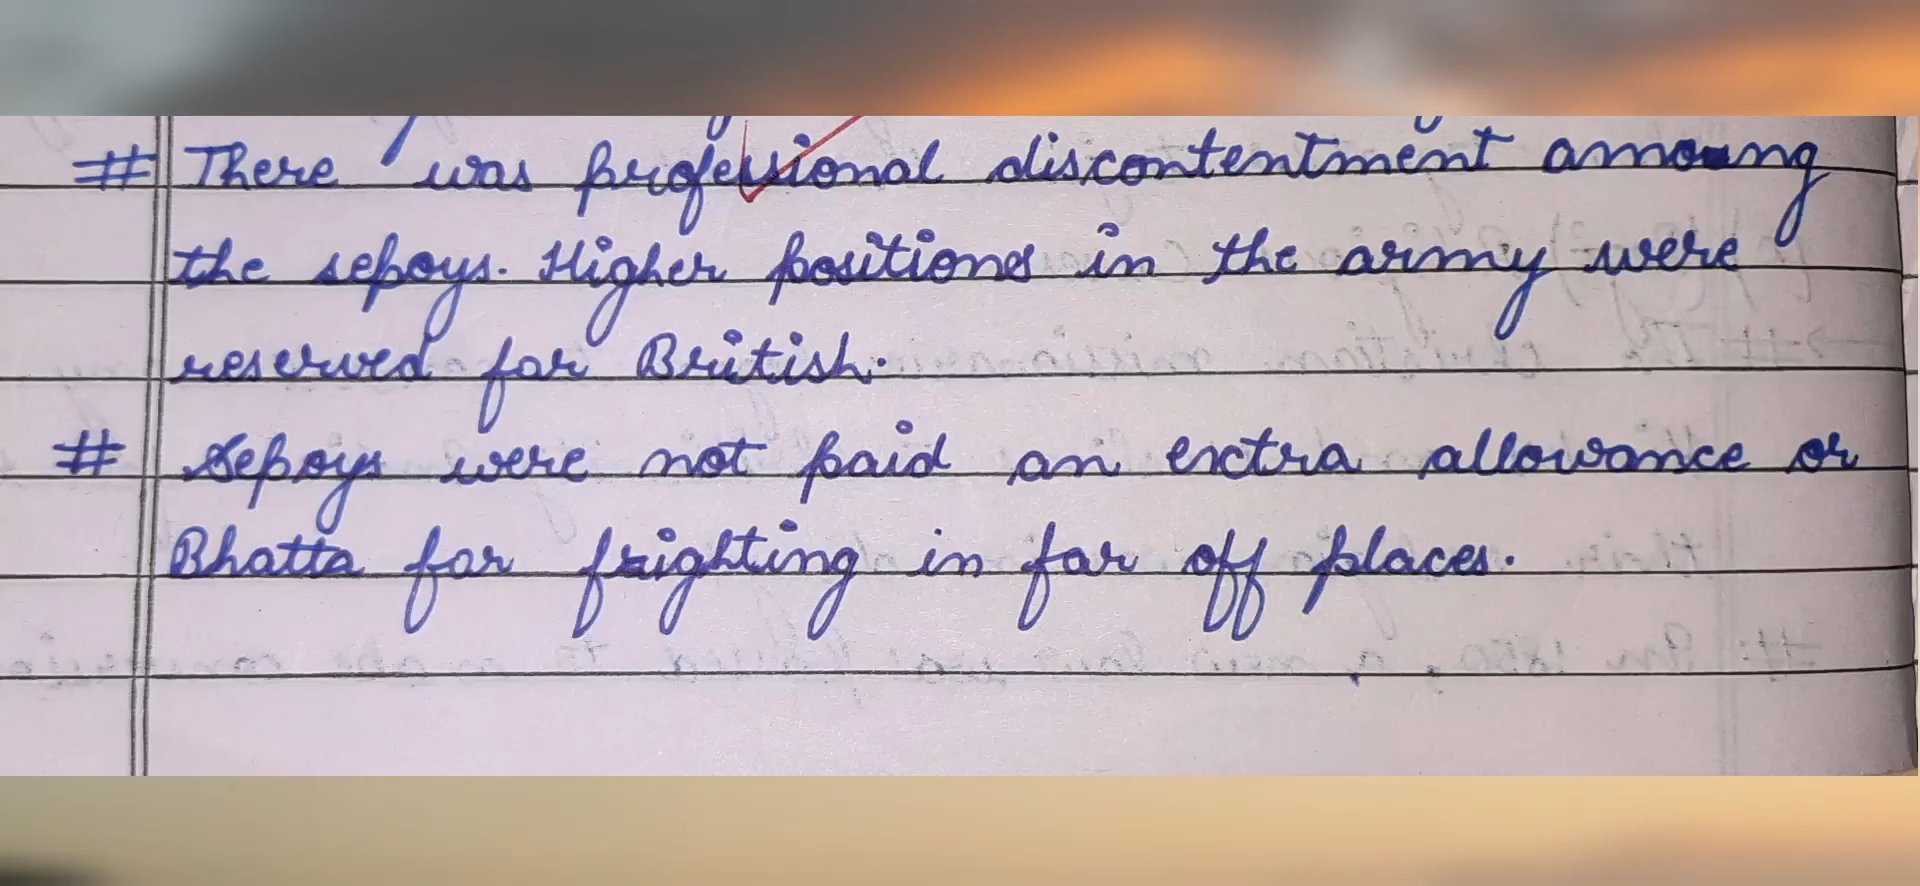 # There was professional discontentment among
the sepoys. Higher positions in the army were
reserved for British.
# Sepoys were not paid an extra allowance or
Bhatta for frighting in far off places.